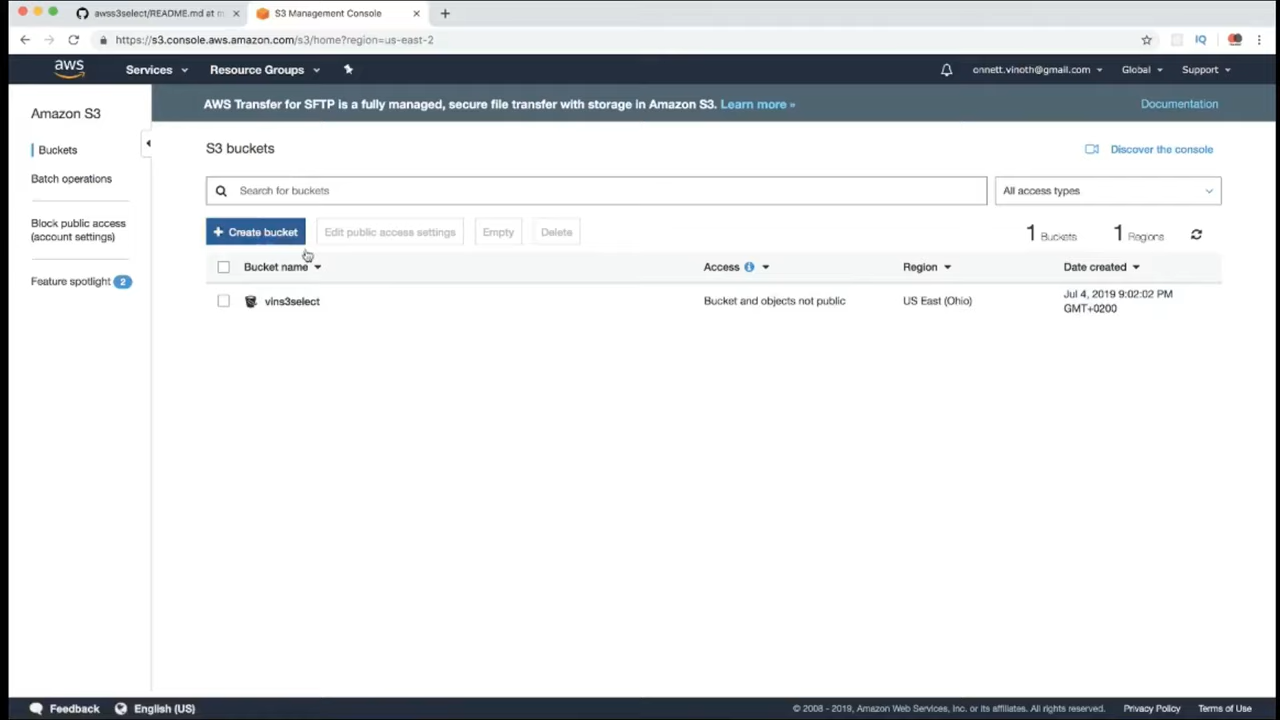 awss3select/README.md at m
S3 Management Console
https://s3.console.aws.amazon.com/s3/home?region=us-east-2
IQ
aws
Services
Resource Groups
onnett.vinoth@gmail.com
Global
Support
Amazon S3
AWS Transfer for SFTP is a fully managed, secure file transfer with storage in Amazon S3. Learn more »
Documentation
Buckets
Batch operations
Block public access
(account settings)
Feature spotlight 2
S3 buckets
Discover the console
Search for buckets
All access types
+ Create bucket
Edit public access settings
Empty
Delete
1 Buckets
1 Regions
Bucket name
Access
Region
Date created
vins3select
Bucket and objects not public
US East (Ohio)
Jul 4, 2019 9:02:02 PM
GMT+0200
Feedback
English (US)
© 2008 - 2019, Amazon Web Services, Inc. or its affiliates. All rights reserved.
Privacy Policy
Terms of Use